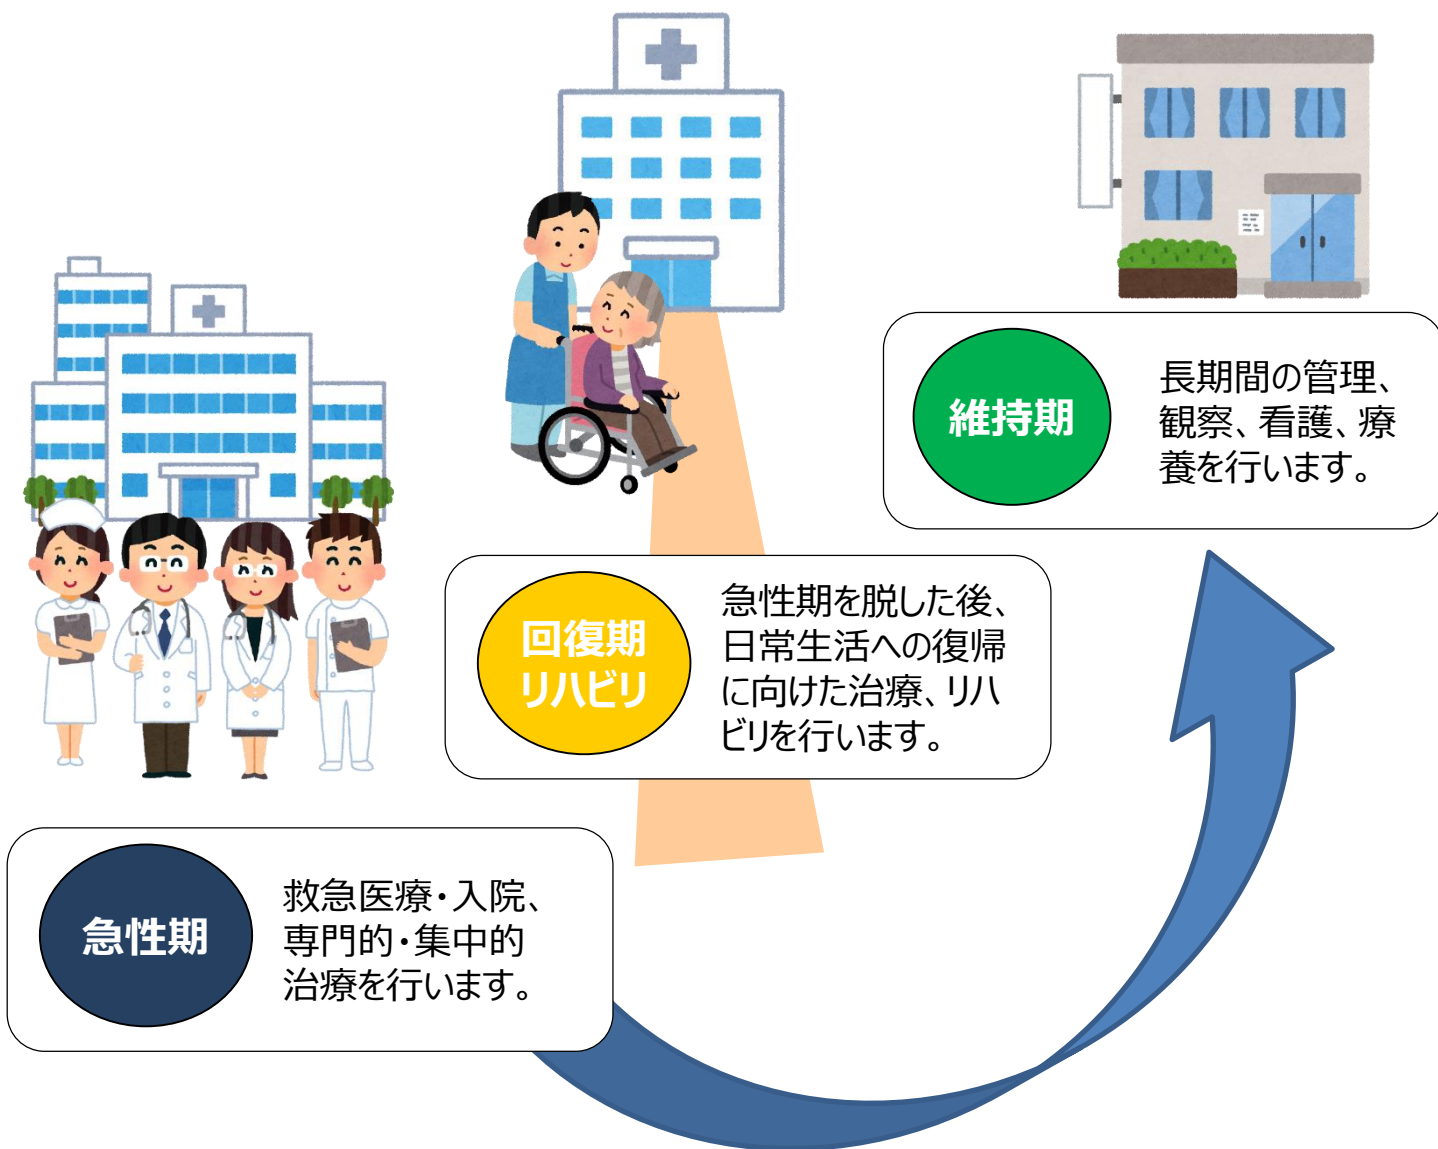 維持期
長期間の管理、
観察、看護、療
養を行います。
回復期
リハビリ
急性期を脱した後、
日常生活への復帰
に向けた治療、リハ
ビリを行います。
急性期
救急医療・入院、
専門的・集中的
治療を行います。